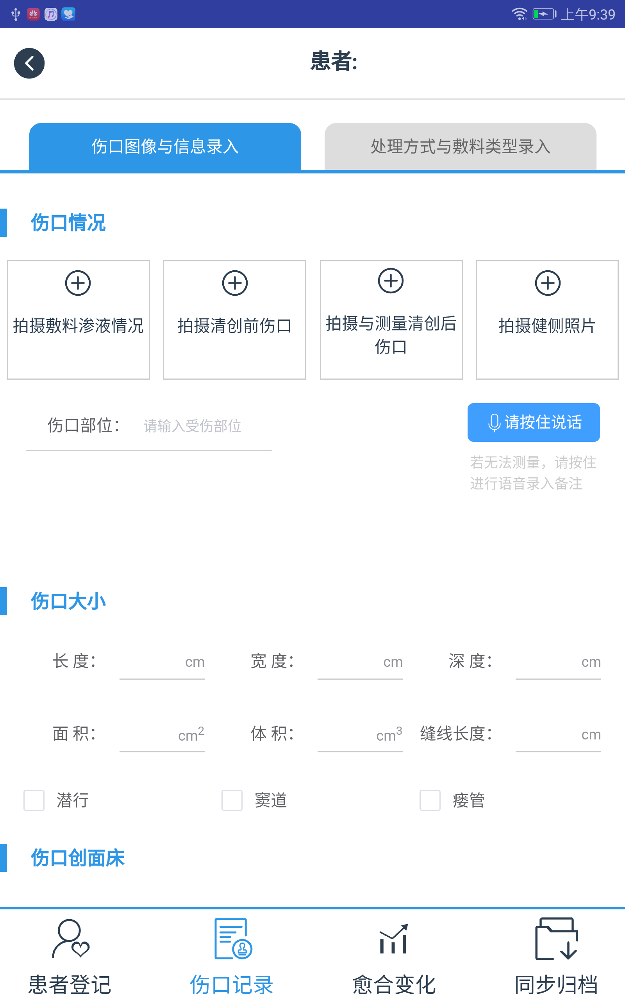 上午9:39
患者:
伤口图像与信息录入
处理方式与敷料类型录入
伤口情况
拍摄敷料渗液情况
拍摄清创前伤口
拍摄与测量清创后
伤口
拍摄健侧照片
伤口部位：
请输入受伤部位
请按住说话
若无法测量，请按住
进行语音录入备注
伤口大小
长 度： cm
宽 度： cm
深 度： cm
面 积： cm²
体 积： cm³
缝线长度： cm
潜行
窦道
瘘管
伤口创面床
患者登记
伤口记录
愈合变化
同步归档